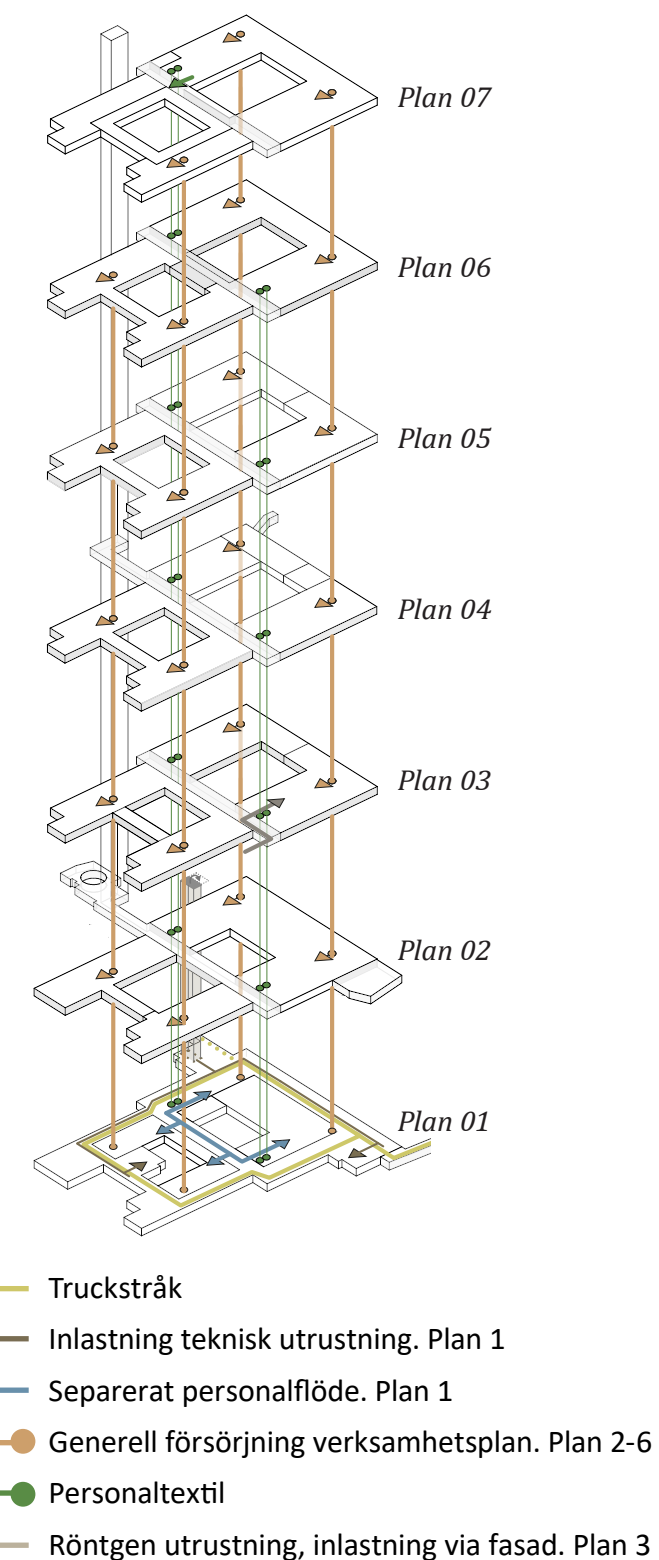 Plan 07
Plan 06
Plan 05
Plan 04
Plan 03
Plan 02
Plan 01
Truckstråk
Inlastning teknisk utrustning. Plan 1
Separerat personalflöde. Plan 1
Generell försörjning verksamhetsplan. Plan 2-6
Personaltextil
Röntgen utrustning, inlastning via fasad. Plan 3